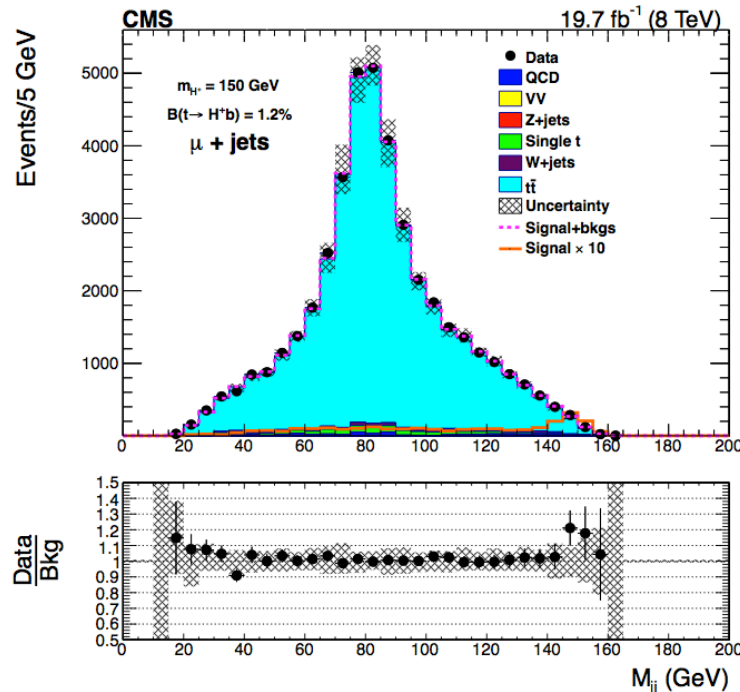 CMS 19.7 fb⁻¹ (8 TeV)
Events/5 GeV
5000
4000
3000
2000
1000
m_H⁺ = 150 GeV
B(t→ H⁺b) = 1.2%
μ + jets
Data
QCD
VV
Z+jets
Single t
W+jets
tt̄
Uncertainty
Signal+bkgs
Signal × 10
0 20 40 60 80 100 120 140 160 180 200
Data
Bkg
1.5
1.4
1.3
1.2
1.1
1
0.9
0.8
0.7
0.6
0.5
0 20 40 60 80 100 120 140 160 180 200
M_jj (GeV)